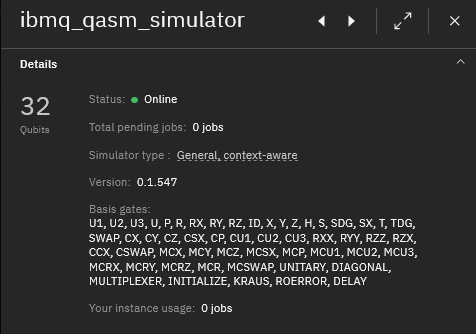 ibmq_qasm_simulator
Details
32
Qubits
Status: Online
Total pending jobs: 0 jobs
Simulator type : General, context-aware
Version: 0.1.547
Basis gates:
U1, U2, U3, U, P, R, RX, RY, RZ, ID, X, Y, Z, H, S, SDG, SX, T, TDG,
SWAP, CX, CY, CZ, CSX, CP, CU1, CU2, CU3, RXX, RYY, RZZ, RZX,
CCX, CSWAP, MCX, MCY, MCZ, MCSX, MCP, MCU1, MCU2, MCU3,
MCRX, MCRY, MCRZ, MCR, MCSWAP, UNITARY, DIAGONAL,
MULTIPLEXER, INITIALIZE, KRAUS, ROERROR, DELAY
Your instance usage: 0 jobs